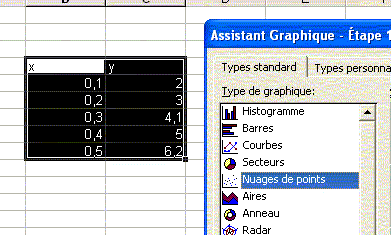 Assistant Graphique - Étape 1
Types standard
Types personna
Type de graphique:
x y
0,1 2
0,2 3
0,3 4,1
0,4 5
0,5 6,2
Histogramme
Barres
Courbes
Secteurs
Nuages de points
Aires
Anneau
Radar